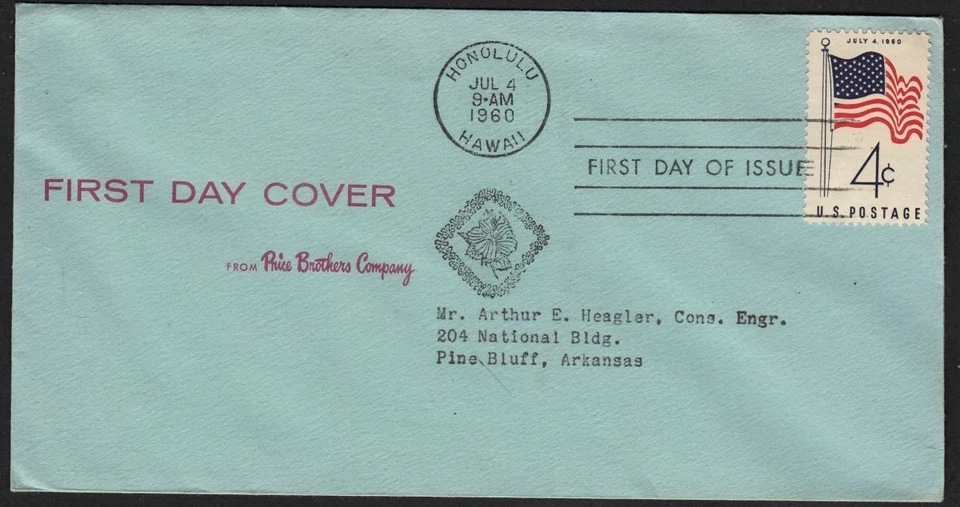 HONOLULU
JUL 4
9-AM
1960
HAWAII
JULY 4, 1960
FIRST DAY OF ISSUE
4¢
U.S. POSTAGE
FIRST DAY COVER
FROM Price Brothers Company
Mr. Arthur E. Heagler, Cons. Engr.
204 National Bldg.
Pine Bluff, Arkansas